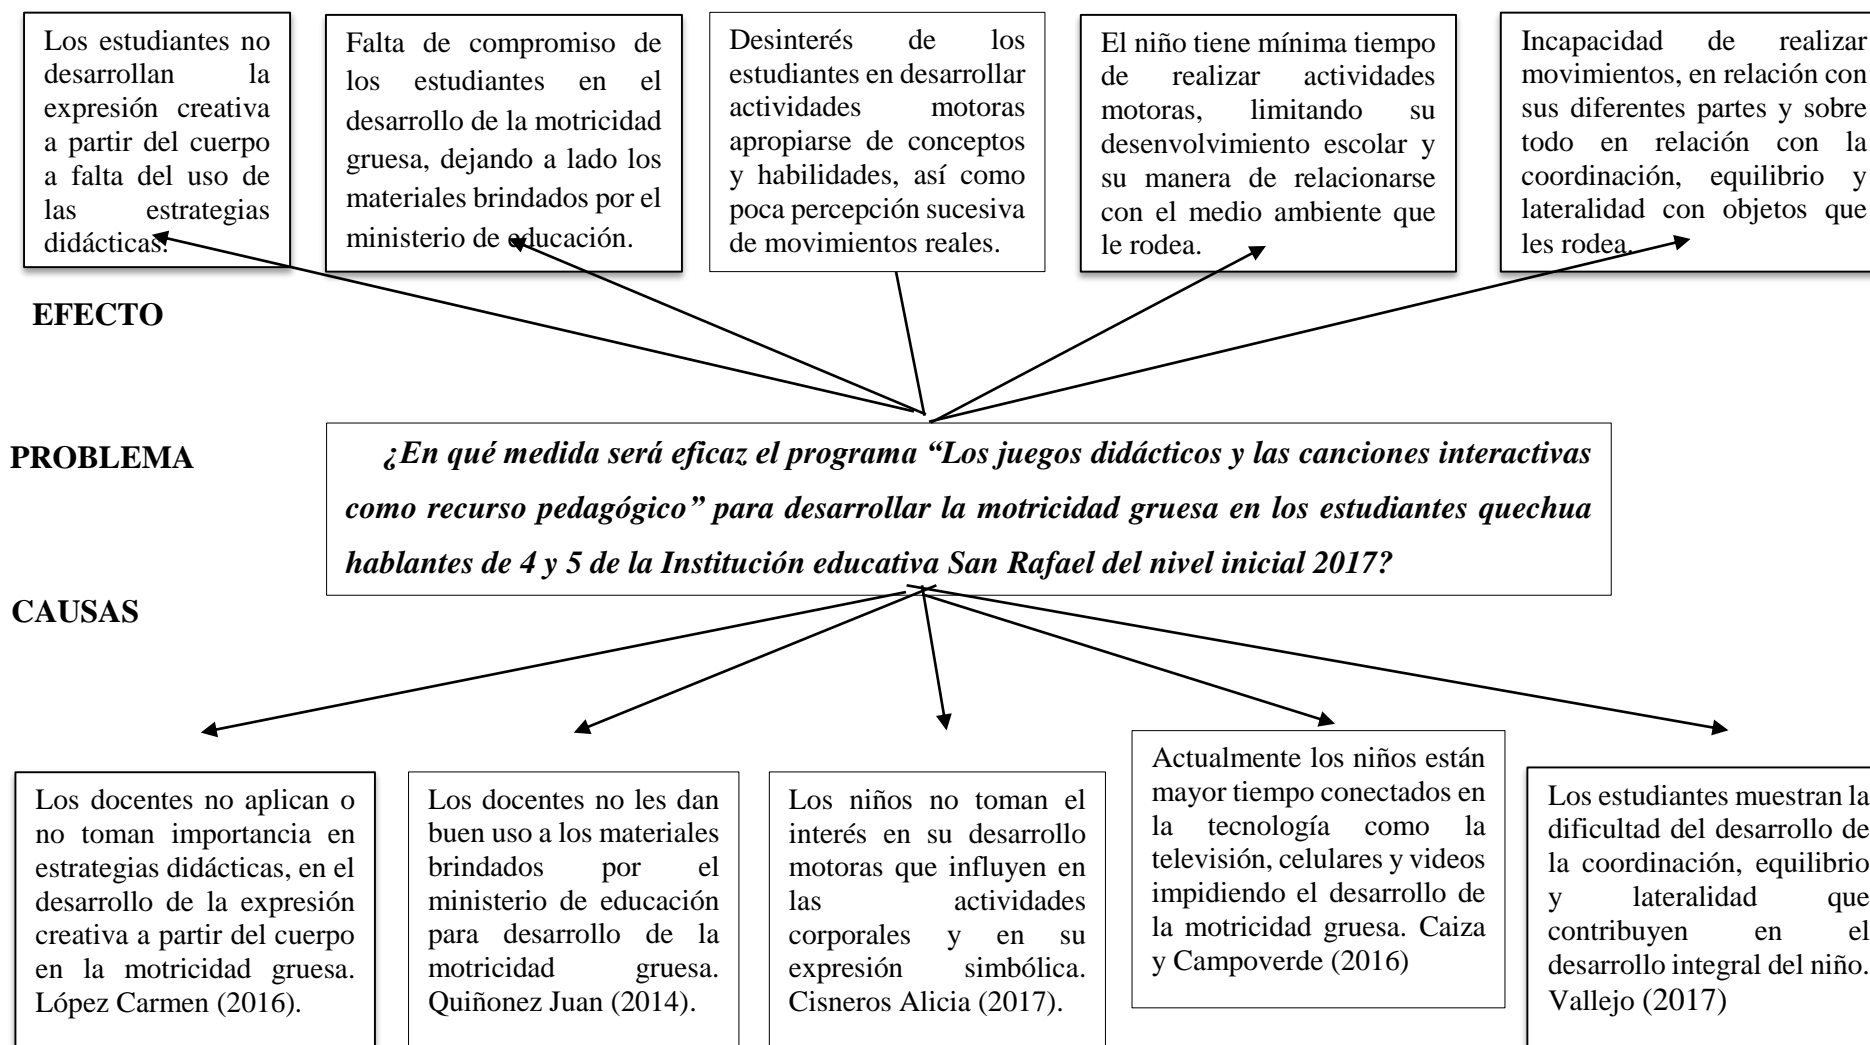 Los estudiantes no
desarrollan la
expresión creativa
a partir del cuerpo
a falta del uso de
las estrategias
didácticas.
Falta de compromiso de
los estudiantes en el
desarrollo de la motricidad
gruesa, dejando a lado los
materiales brindados por el
ministerio de educación.
Desinterés de los
estudiantes en desarrollar
actividades motoras
apropiarse de conceptos
y habilidades, así como
poca percepción sucesiva
de movimientos reales.
El niño tiene mínima tiempo
de realizar actividades
motoras, limitando su
desenvolvimiento escolar y
su manera de relacionarse
con el medio ambiente que
le rodea.
Incapacidad de realizar
movimientos, en relación con
sus diferentes partes y sobre
todo en relación con la
coordinación, equilibrio y
lateralidad con objetos que
les rodea.
EFECTO
PROBLEMA
¿En qué medida será eficaz el programa “Los juegos didácticos y las canciones interactivas
como recurso pedagógico” para desarrollar la motricidad gruesa en los estudiantes quechua
hablantes de 4 y 5 de la Institución educativa San Rafael del nivel inicial 2017?
CAUSAS
Los docentes no aplican o
no toman importancia en
estrategias didácticas, en el
desarrollo de la expresión
creativa a partir del cuerpo
en la motricidad gruesa.
López Carmen (2016).
Los docentes no les dan
buen uso a los materiales
brindados por el
ministerio de educación
para desarrollo de la
motricidad gruesa.
Quiñonez Juan (2014).
Los niños no toman el
interés en su desarrollo
motoras que influyen en
las actividades
corporales y en su
expresión simbólica.
Cisneros Alicia (2017).
Actualmente los niños están
mayor tiempo conectados en
la tecnología como la
televisión, celulares y videos
impidiendo el desarrollo de
la motricidad gruesa. Caiza
y Campoverde (2016)
Los estudiantes muestran la
dificultad del desarrollo de
la coordinación, equilibrio
y lateralidad que
contribuyen en el
desarrollo integral del niño.
Vallejo (2017)